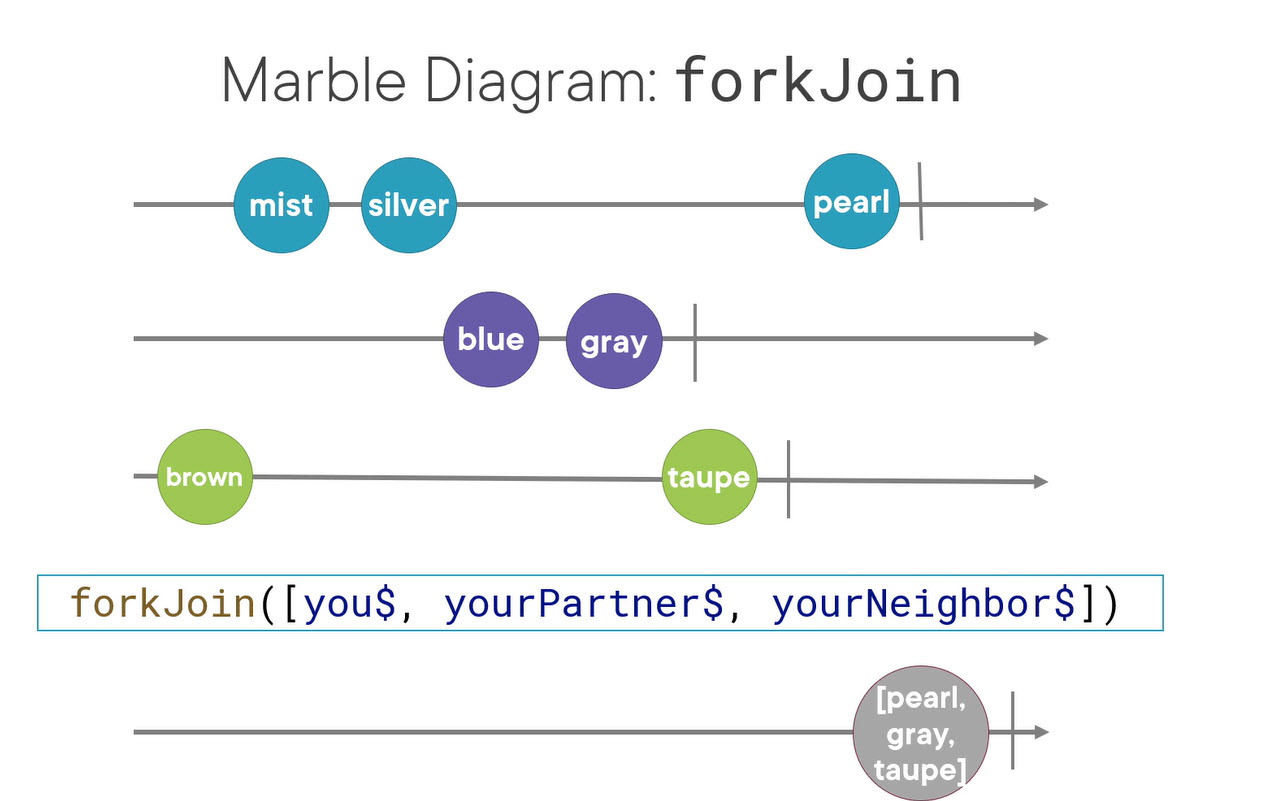 Marble Diagram: forkJoin
mist silver pearl
blue gray
brown taupe
forkJoin([you$, yourPartner$, yourNeighbor$])
[pearl,
gray,
taupe]